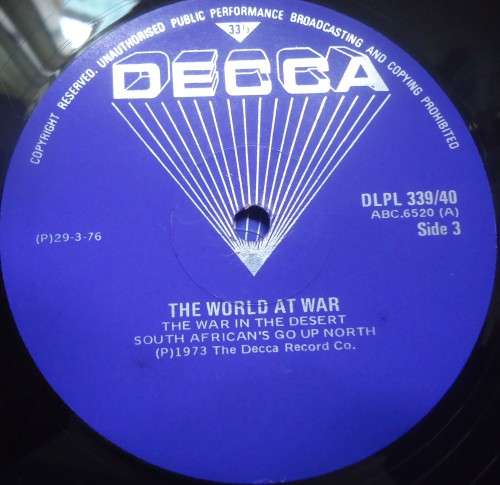 COPYRIGHT RESERVED. UNAUTHORISED PUBLIC PERFORMANCE BROADCASTING AND COPYING PROHIBITED
33⅓
DECCA
DLPL 339/40
ABC.6520 (A)
Side 3
(P)29-3-76
THE WORLD AT WAR
THE WAR IN THE DESERT
SOUTH AFRICAN'S GO UP NORTH
(P)1973 The Decca Record Co.